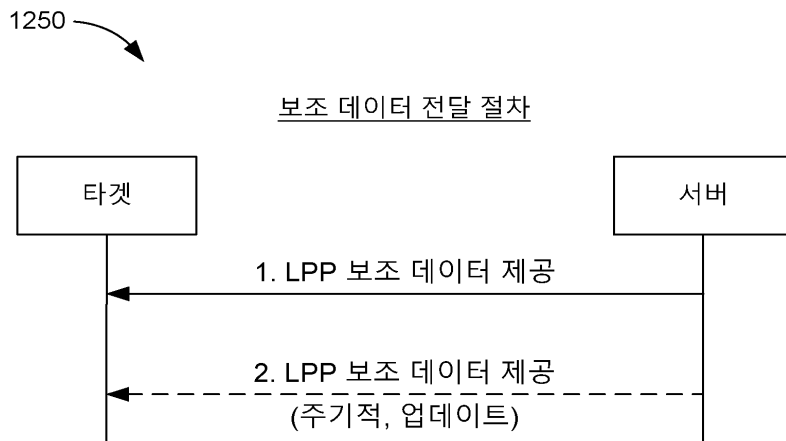 1250
보조 데이터 전달 절차
타겟
서버
1. LPP 보조 데이터 제공
2. LPP 보조 데이터 제공
(주기적, 업데이트)